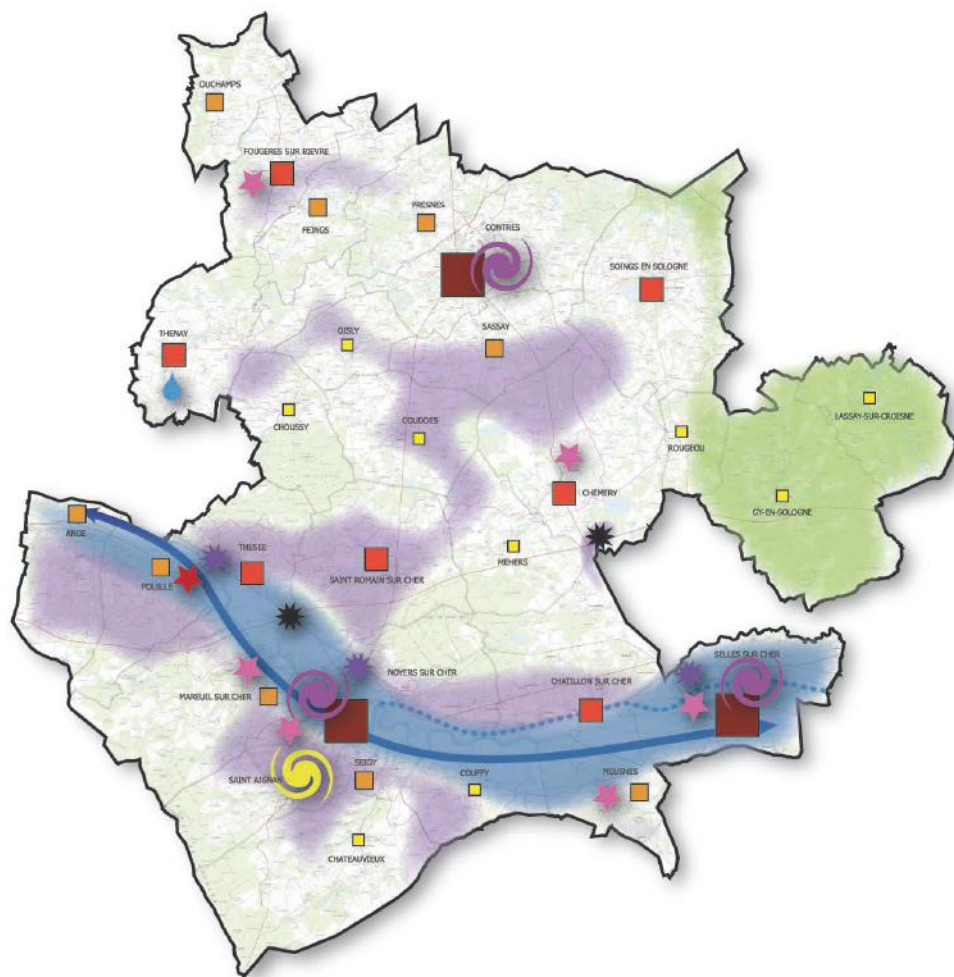 OUCHAMPS
FOUGERES SUR BIEVRE
FEINGS
FRESNES
CONTRES
SOINGS EN SOLOGNE
THENAY
OISLY
SASSAY
CHOUSSY
COUDDES
ROUGEOU
LASSAY-SUR-CROISNE
CHEMERY
GY-EN-SOLOGNE
ANGE
POUILLE
THESEE
SAINT ROMAIN SUR CHER
MEHERS
NOYERS SUR CHER
MAREUIL SUR CHER
CHATILLON SUR CHER
SELLES SUR CHER
SAINT AIGNAN
SEIGY
COUFFY
MEUSNES
CHATEAUVIEUX